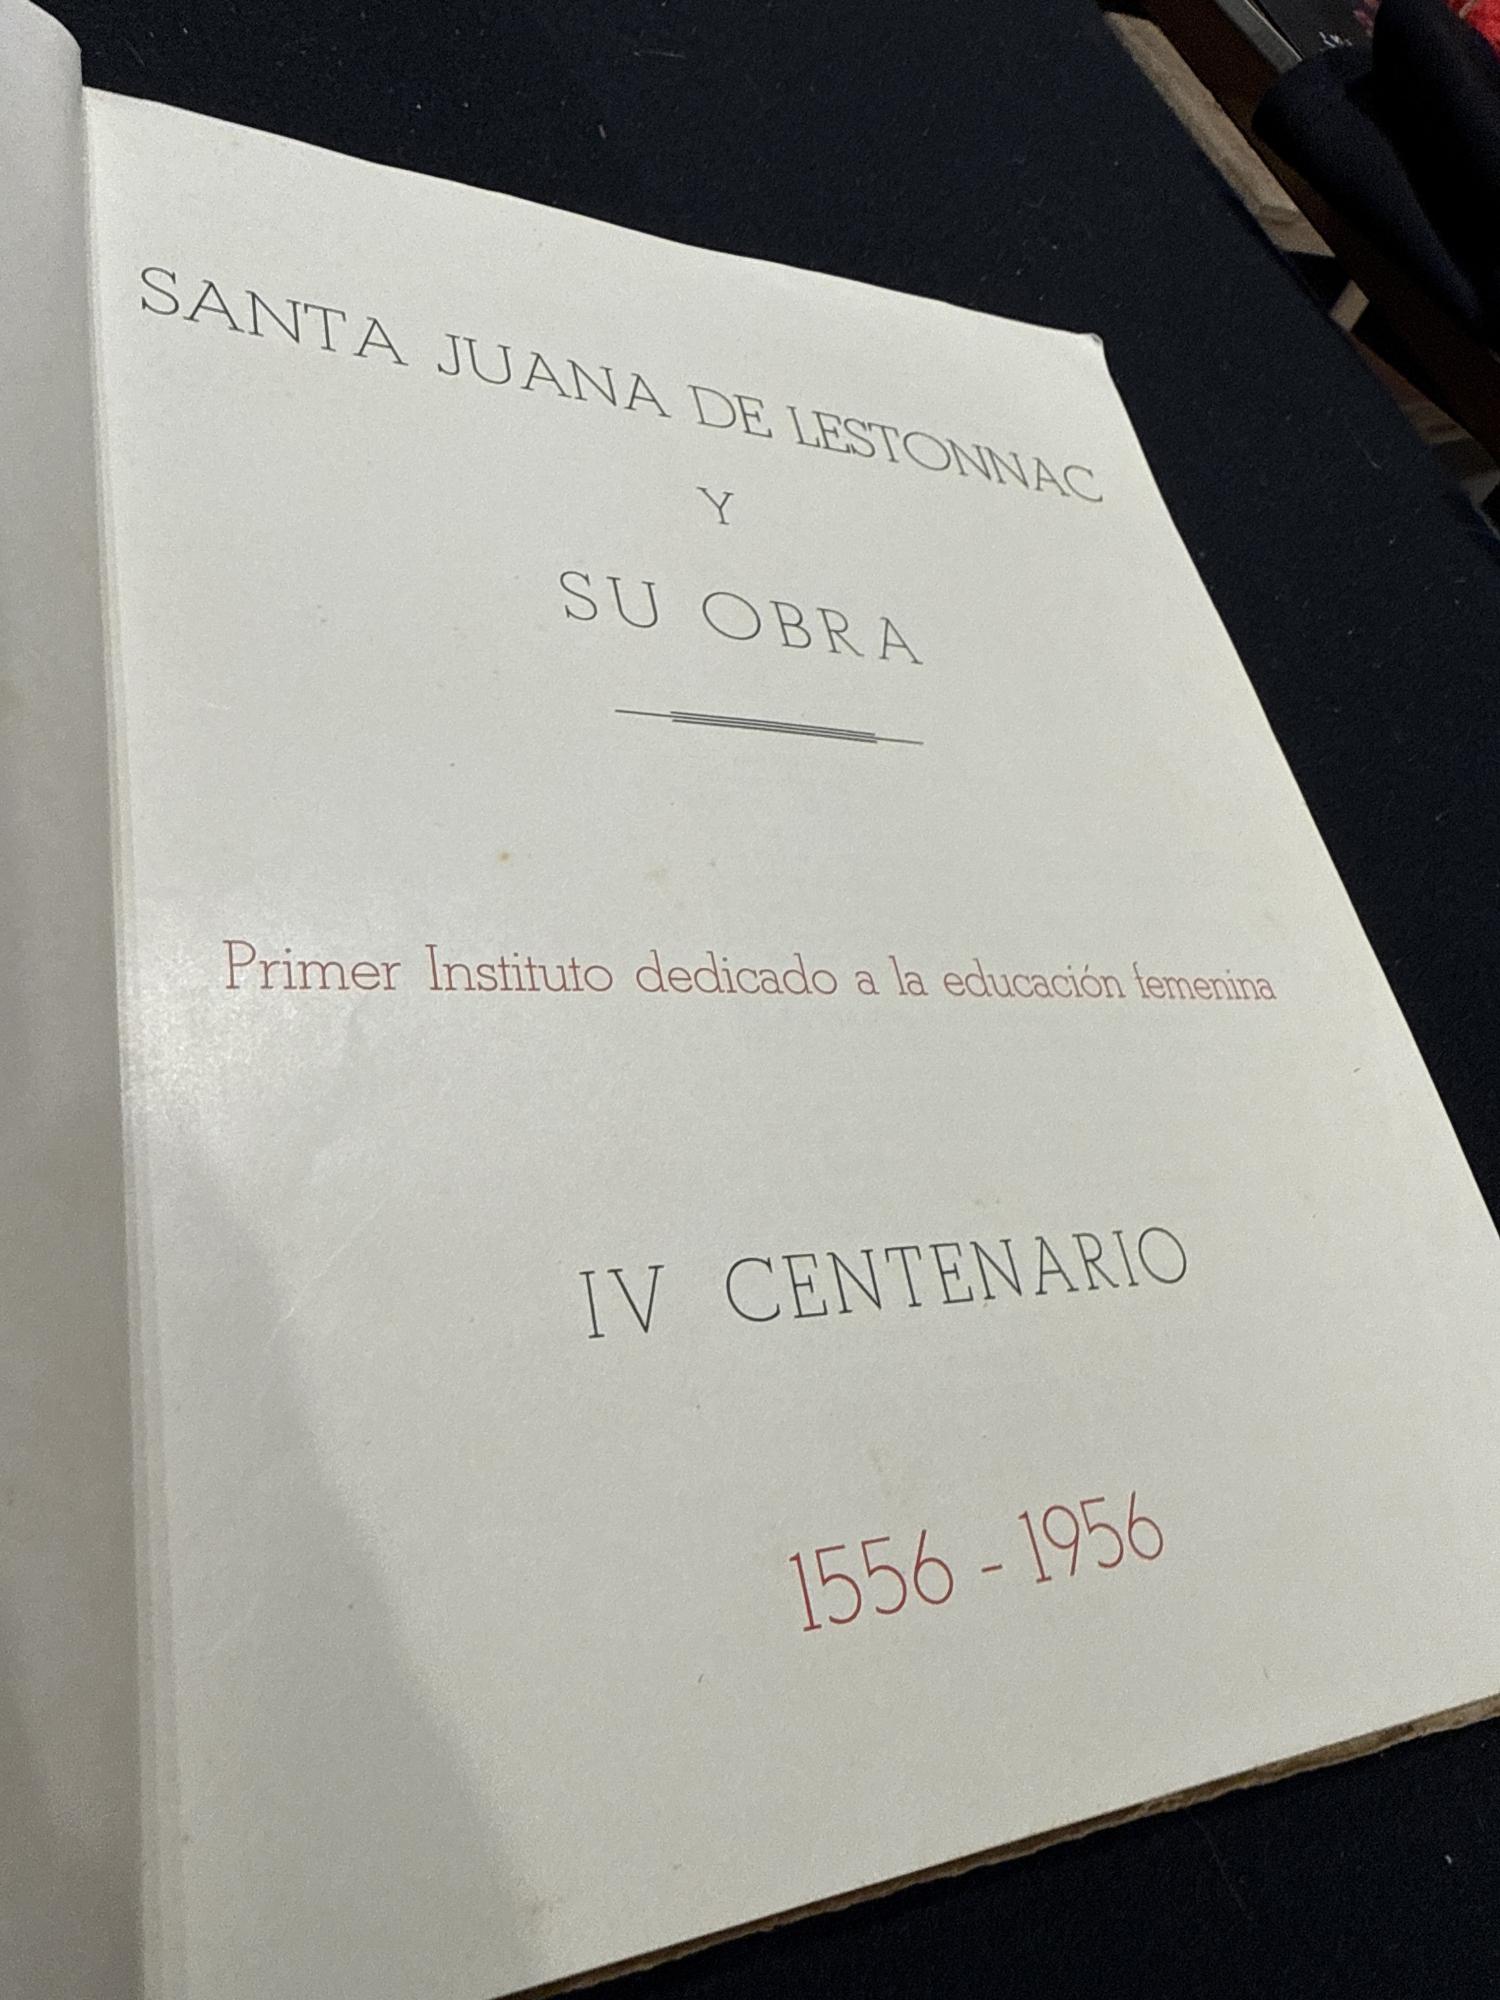 SANTA JUANA DE LESTONNAC
Y
SU OBRA
Primer Instituto dedicado a la educación femenina
IV CENTENARIO
1556 - 1956